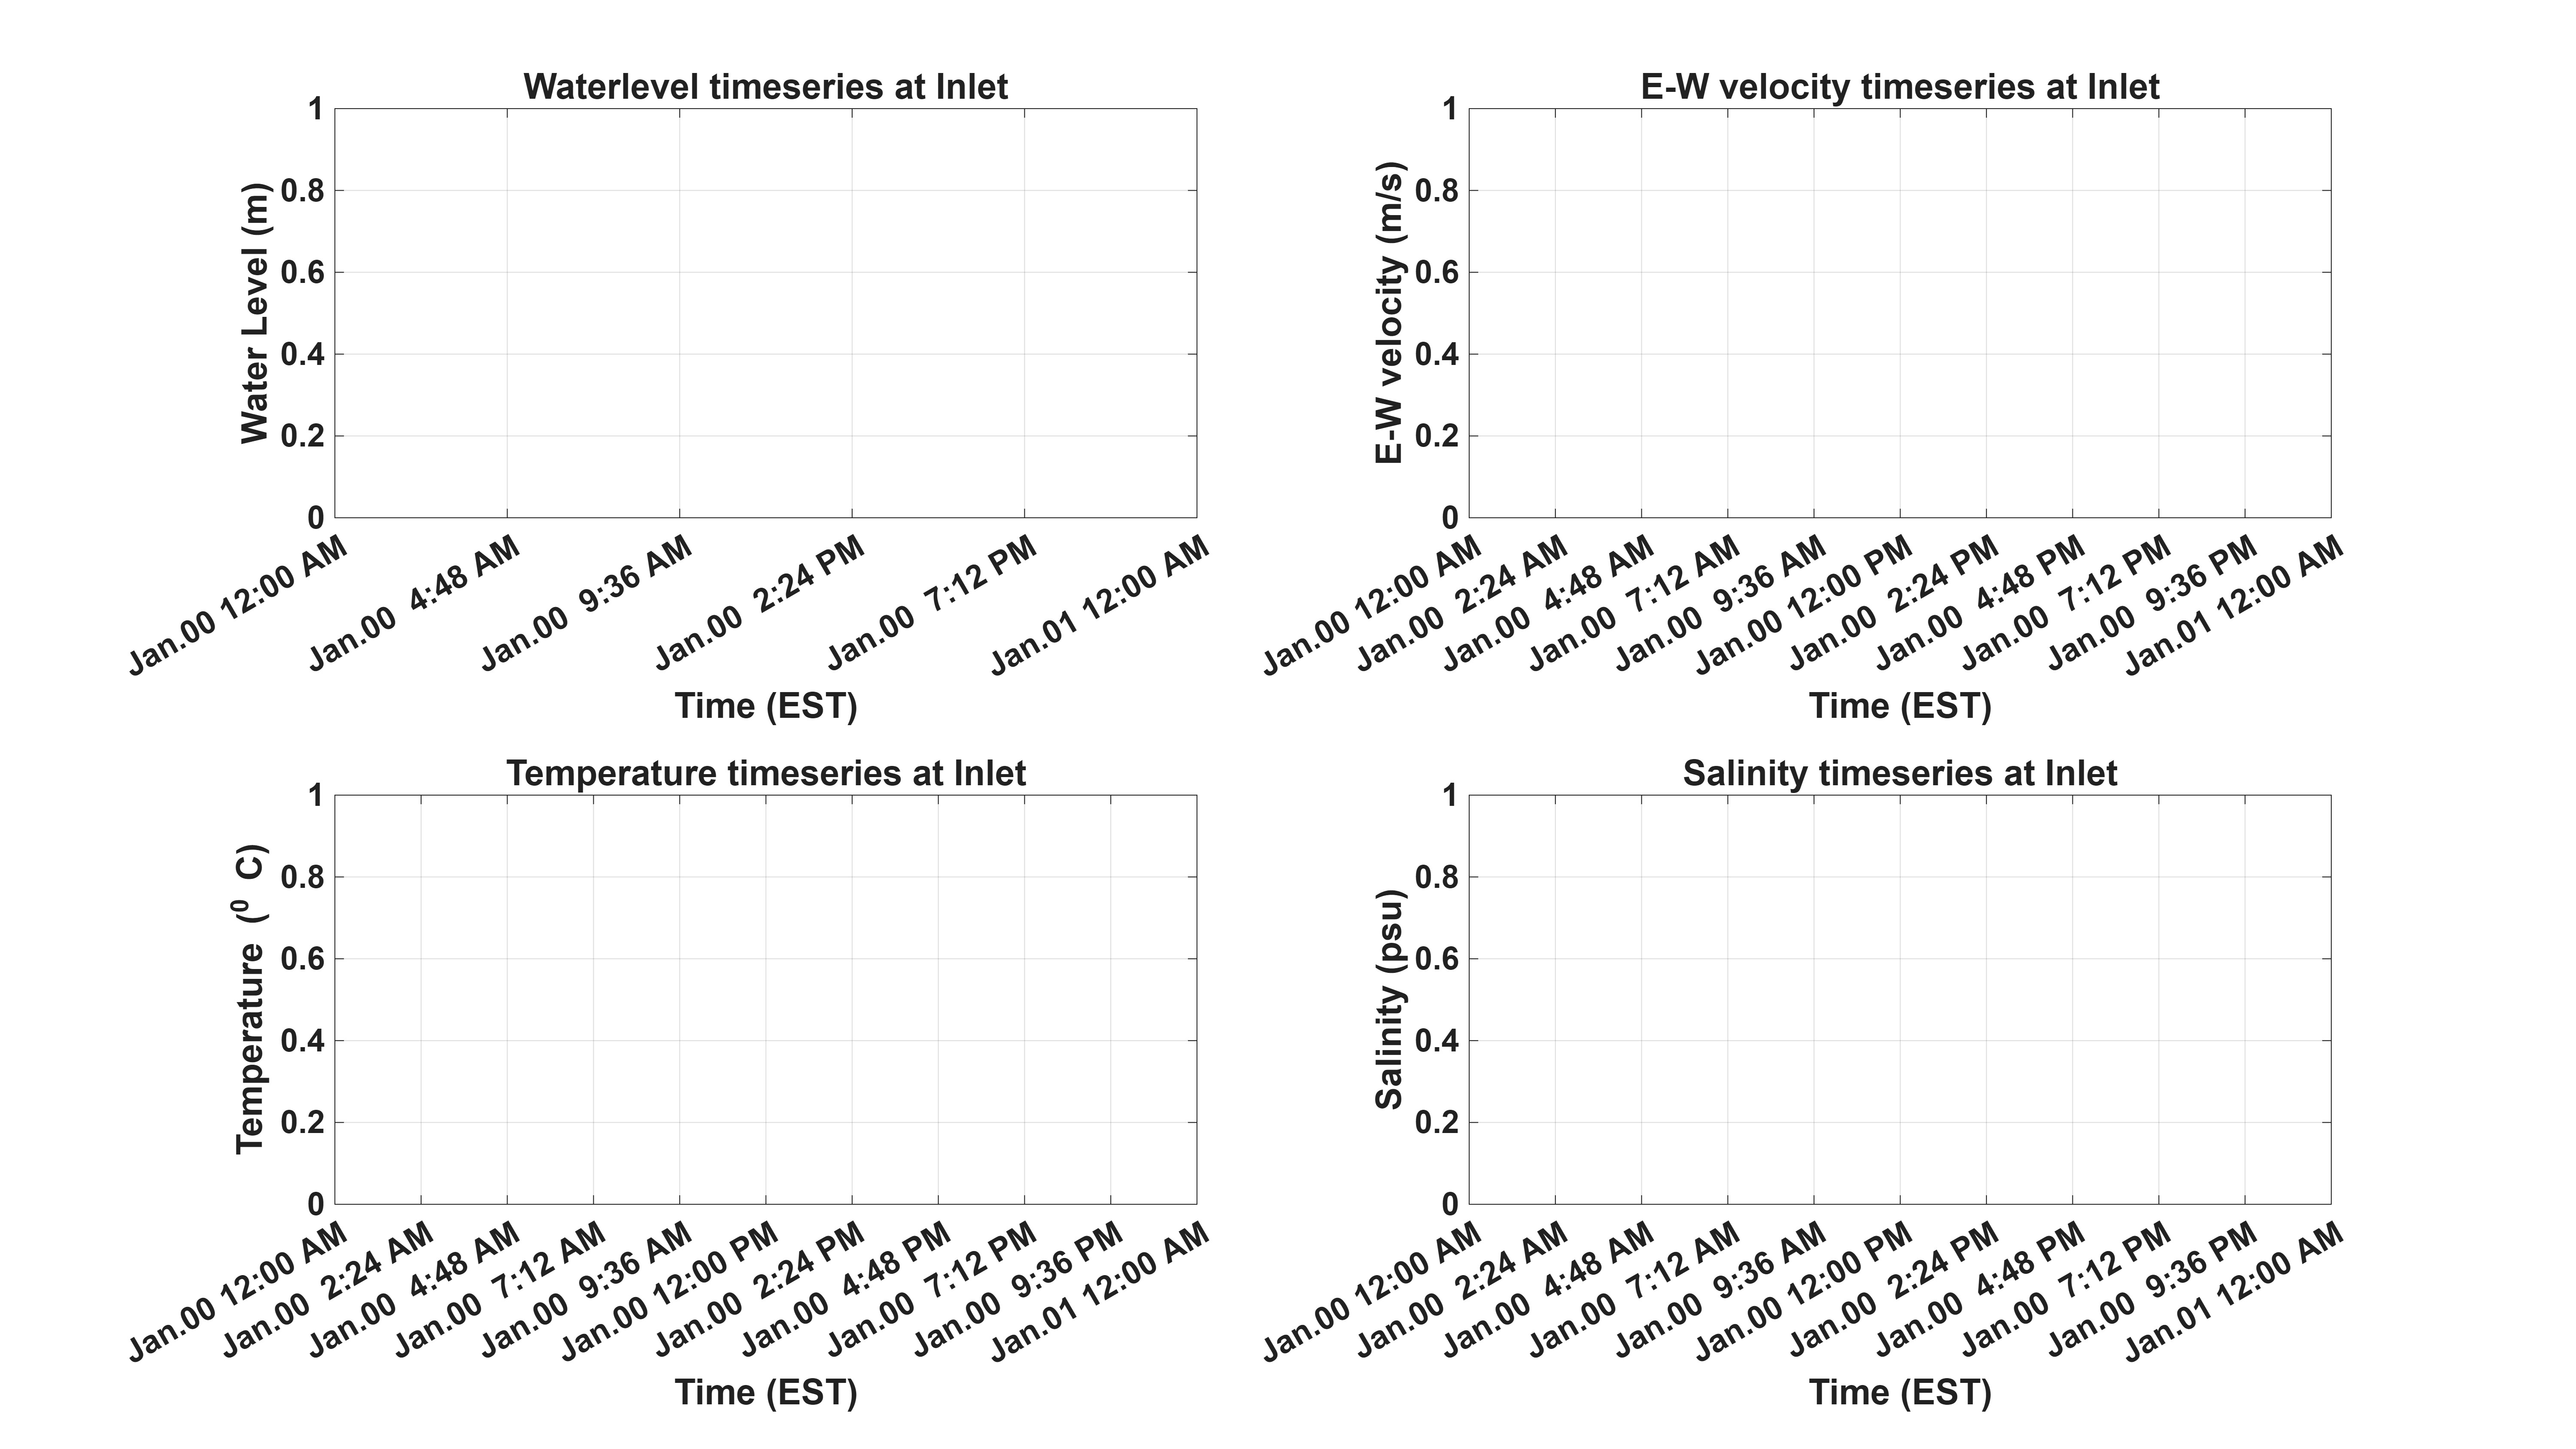 Waterlevel timeseries at Inlet
Water Level (m)
1
0.8
0.6
0.4
0.2
0
Jan.00 12:00 AM
Jan.00  4:48 AM
Jan.00  9:36 AM
Jan.00  2:24 PM
Jan.00  7:12 PM
Jan.01 12:00 AM
Time (EST)
E-W velocity timeseries at Inlet
E-W velocity (m/s)
1
0.8
0.6
0.4
0.2
0
Jan.00 12:00 AM
Jan.00  2:24 AM
Jan.00  4:48 AM
Jan.00  7:12 AM
Jan.00  9:36 AM
Jan.00 12:00 PM
Jan.00  2:24 PM
Jan.00  4:48 PM
Jan.00  7:12 PM
Jan.00  9:36 PM
Jan.01 12:00 AM
Time (EST)
Temperature timeseries at Inlet
Temperature  (⁰  C)
1
0.8
0.6
0.4
0.2
0
Jan.00 12:00 AM
Jan.00  2:24 AM
Jan.00  4:48 AM
Jan.00  7:12 AM
Jan.00  9:36 AM
Jan.00 12:00 PM
Jan.00  2:24 PM
Jan.00  4:48 PM
Jan.00  7:12 PM
Jan.00  9:36 PM
Jan.01 12:00 AM
Time (EST)
Salinity timeseries at Inlet
Salinity (psu)
1
0.8
0.6
0.4
0.2
0
Jan.00 12:00 AM
Jan.00  2:24 AM
Jan.00  4:48 AM
Jan.00  7:12 AM
Jan.00  9:36 AM
Jan.00 12:00 PM
Jan.00  2:24 PM
Jan.00  4:48 PM
Jan.00  7:12 PM
Jan.00  9:36 PM
Jan.01 12:00 AM
Time (EST)